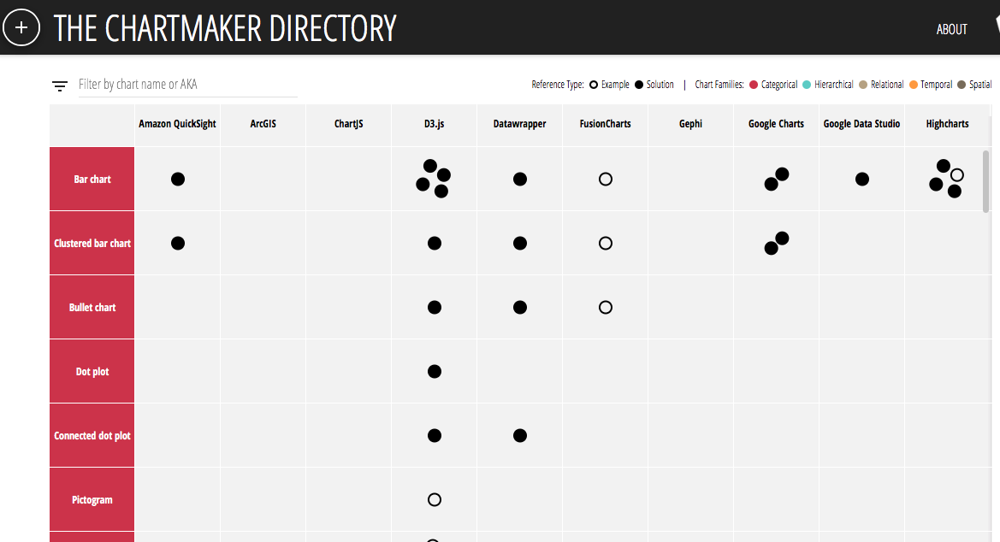 THE CHARTMAKER DIRECTORY
ABOUT
Filter by chart name or AKA
Reference Type: Example Solution | Chart Families: Categorical Hierarchical Relational Temporal Spatial
Amazon QuickSight ArcGIS ChartJS D3.js Datawrapper FusionCharts Gephi Google Charts Google Data Studio Highcharts
Bar chart
Clustered bar chart
Bullet chart
Dot plot
Connected dot plot
Pictogram